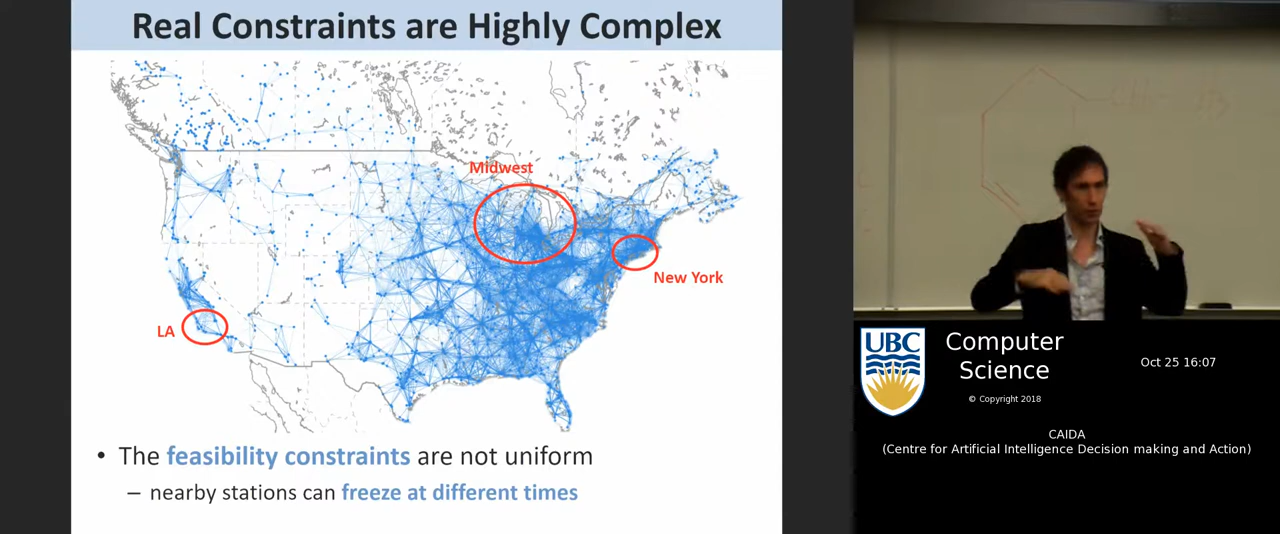 Real Constraints are Highly Complex
Midwest
New York
LA
• The feasibility constraints are not uniform
– nearby stations can freeze at different times
UBC
Computer
Science
© Copyright 2018
Oct 25 16:07
CAIDA
(Centre for Artificial Intelligence Decision making and Action)